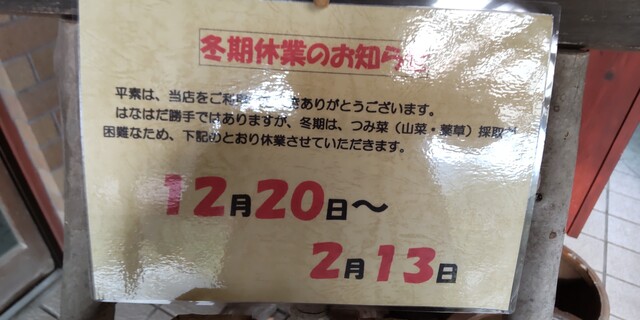 冬期休業のお知ら
平素は、当店をご利 ありがとうございます。
はなはだ勝手ではありますが、冬期は、つみ菜（山菜・薬草）採取
困難なため、下記のとおり休業させていただきます。
12月20日～
2月13日